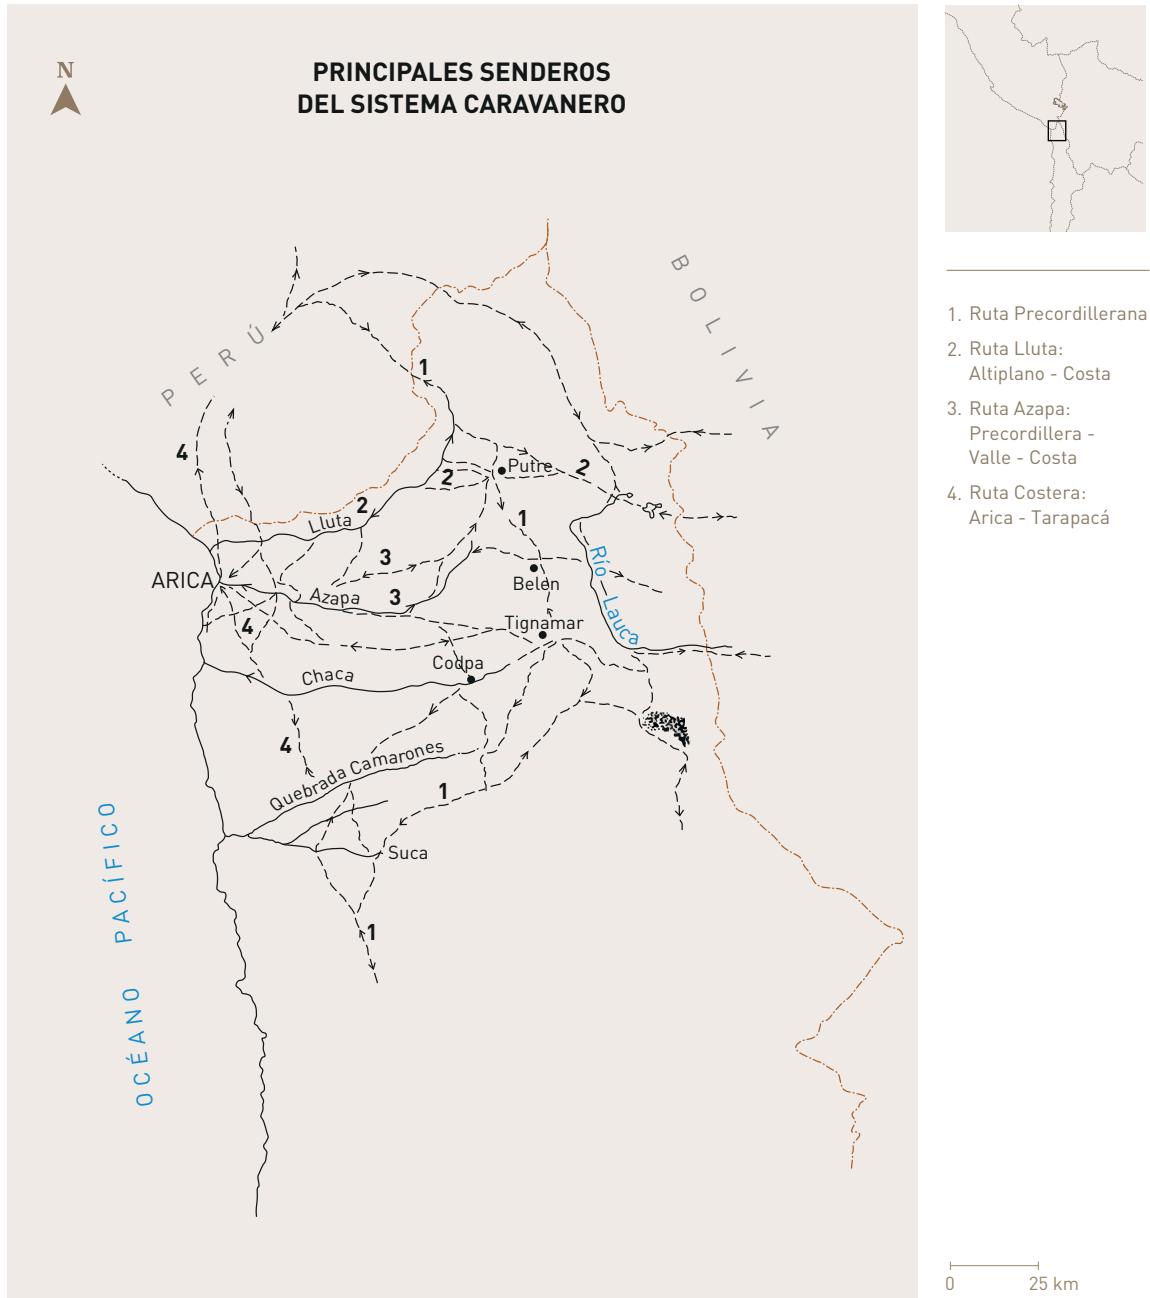 N
PRINCIPALES SENDEROS
DEL SISTEMA CARAVANERO
PERÚ
BOLIVIA
1
4
2
Putre
2
2
Lluta
1
3
ARICA
Azapa
3
Belén
Río Lauca
4
Tignamar
Codpa
Chaca
4
Quebrada Camarones
1
Suca
1
OCÉANO PACÍFICO
1. Ruta Precordillerana
2. Ruta Lluta:
Altiplano - Costa
3. Ruta Azapa:
Precordillera -
Valle - Costa
4. Ruta Costera:
Arica - Tarapacá
0 25 km